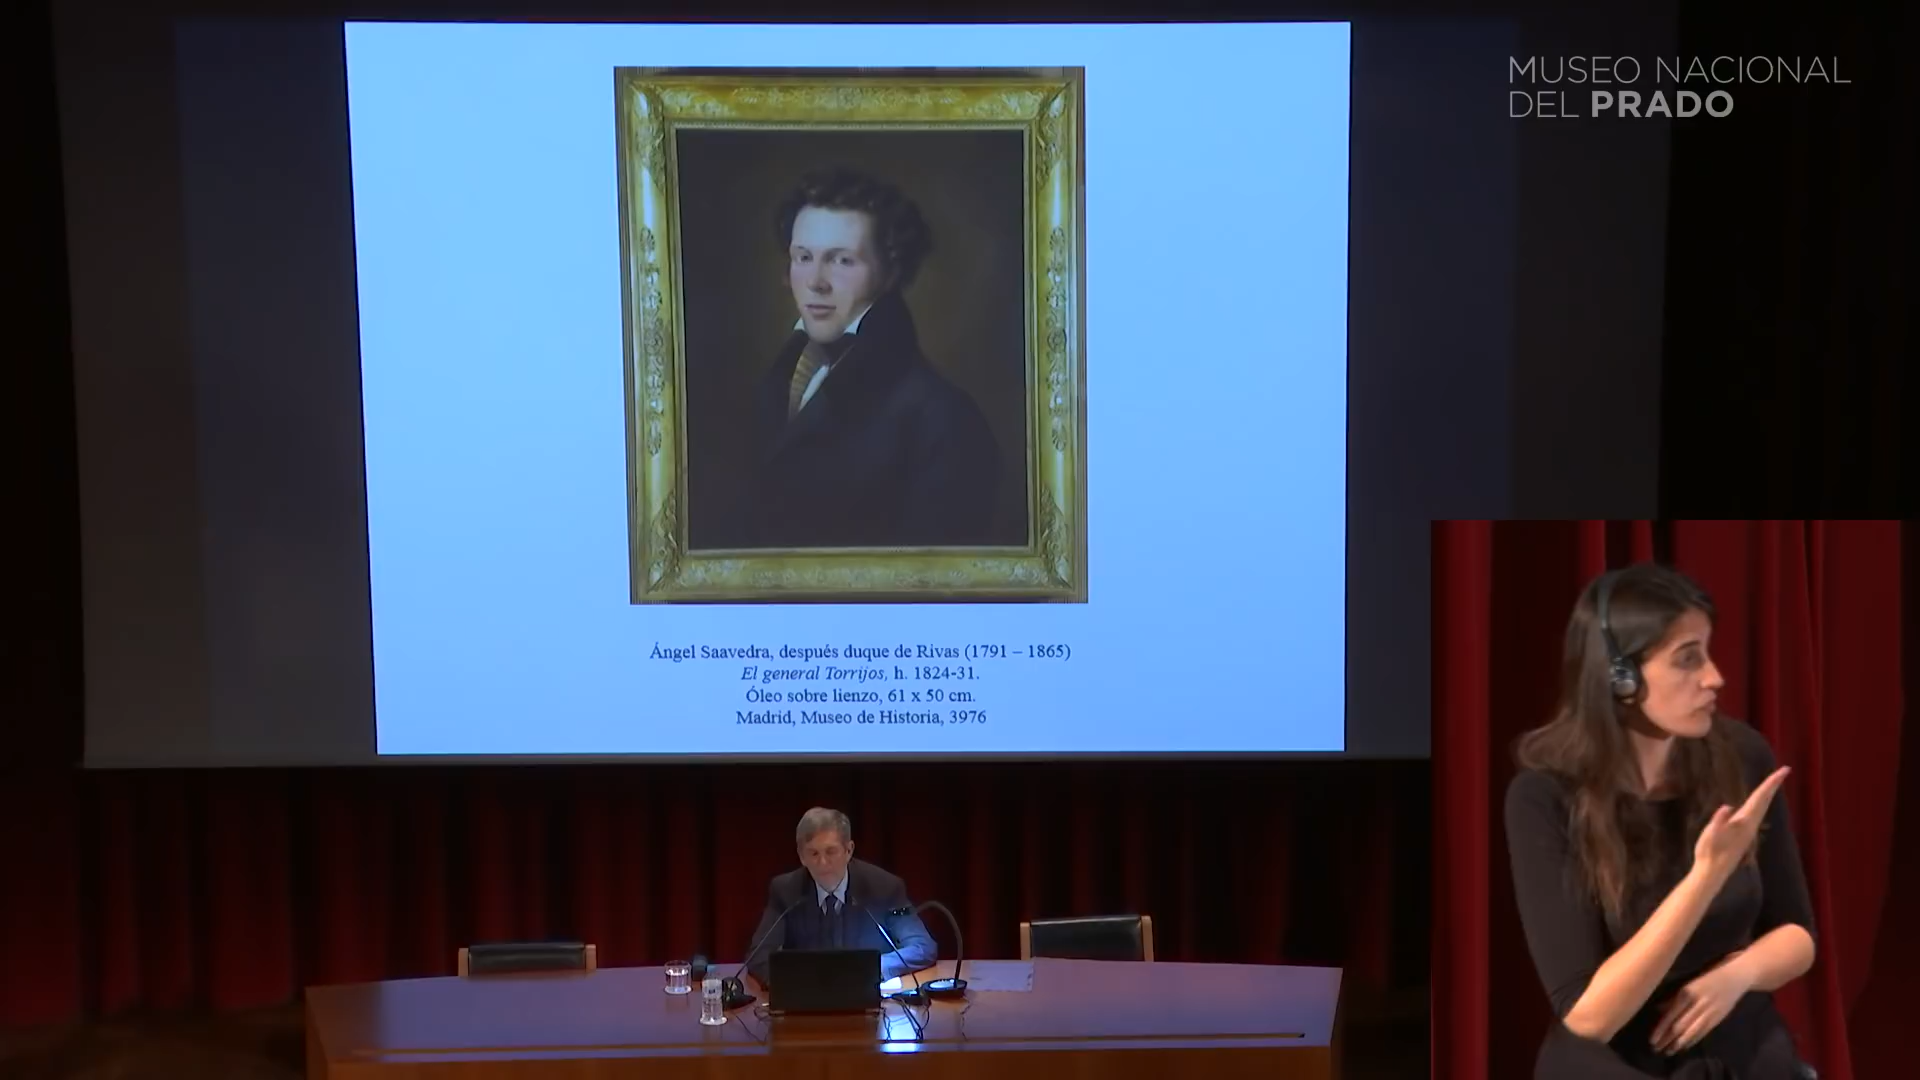 MUSEO NACIONAL
DEL PRADO
Ángel Saavedra, después duque de Rivas (1791 – 1865)
El general Torrijos, h. 1824-31.
Óleo sobre lienzo, 61 x 50 cm.
Madrid, Museo de Historia, 3976